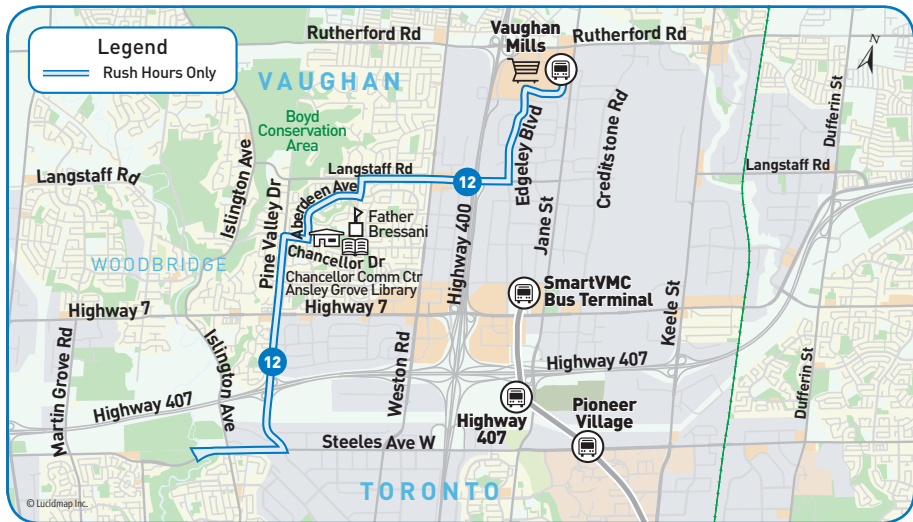 Legend
Rush Hours Only
Rutherford Rd
Vaughan
Mills
Rutherford Rd
N
VAUGHAN
Boyd
Conservation
Area
Dufferin St
Creditstone Rd
Edgeley Blvd
Langstaff Rd
Langstaff Rd
Langstaff Rd
12
Islington Ave
Pine Valley Dr
Aberdeen Ave
Father
Bressani
Chancellor Dr
Chancellor Comm Ctr
Ansley Grove Library
Highway 400
Jane St
WOODBRIDGE
SmartVMC
Bus Terminal
Highway 7
Highway 7
Keele St
Martin Grove Rd
Islington Ave
12
Weston Rd
Highway 407
Highway 407
Dufferin St
Highway
407
Pioneer
Village
Steeles Ave W
TORONTO
© Lucidmap Inc.